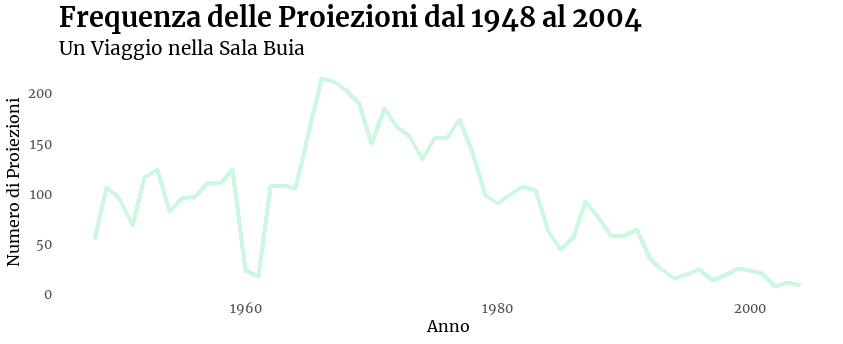 Frequenza delle Proiezioni dal 1948 al 2004
Un Viaggio nella Sala Buia
Numero di Proiezioni
200
150
100
50
0
1960
1980
2000
Anno